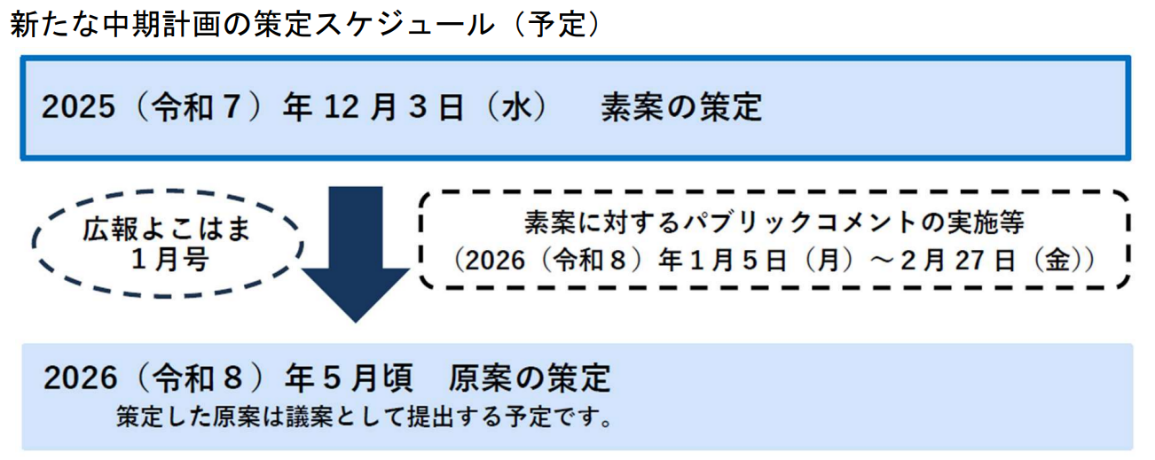 新たな中期計画の策定スケジュール（予定）
2025（令和７）年 12 月 3 日（水）　素案の策定
広報よこはま
１月号
素案に対するパブリックコメントの実施等
（2026（令和８）年１月５日（月）～２月 27 日（金））
2026（令和８）年５月頃　原案の策定
策定した原案は議案として提出する予定です。